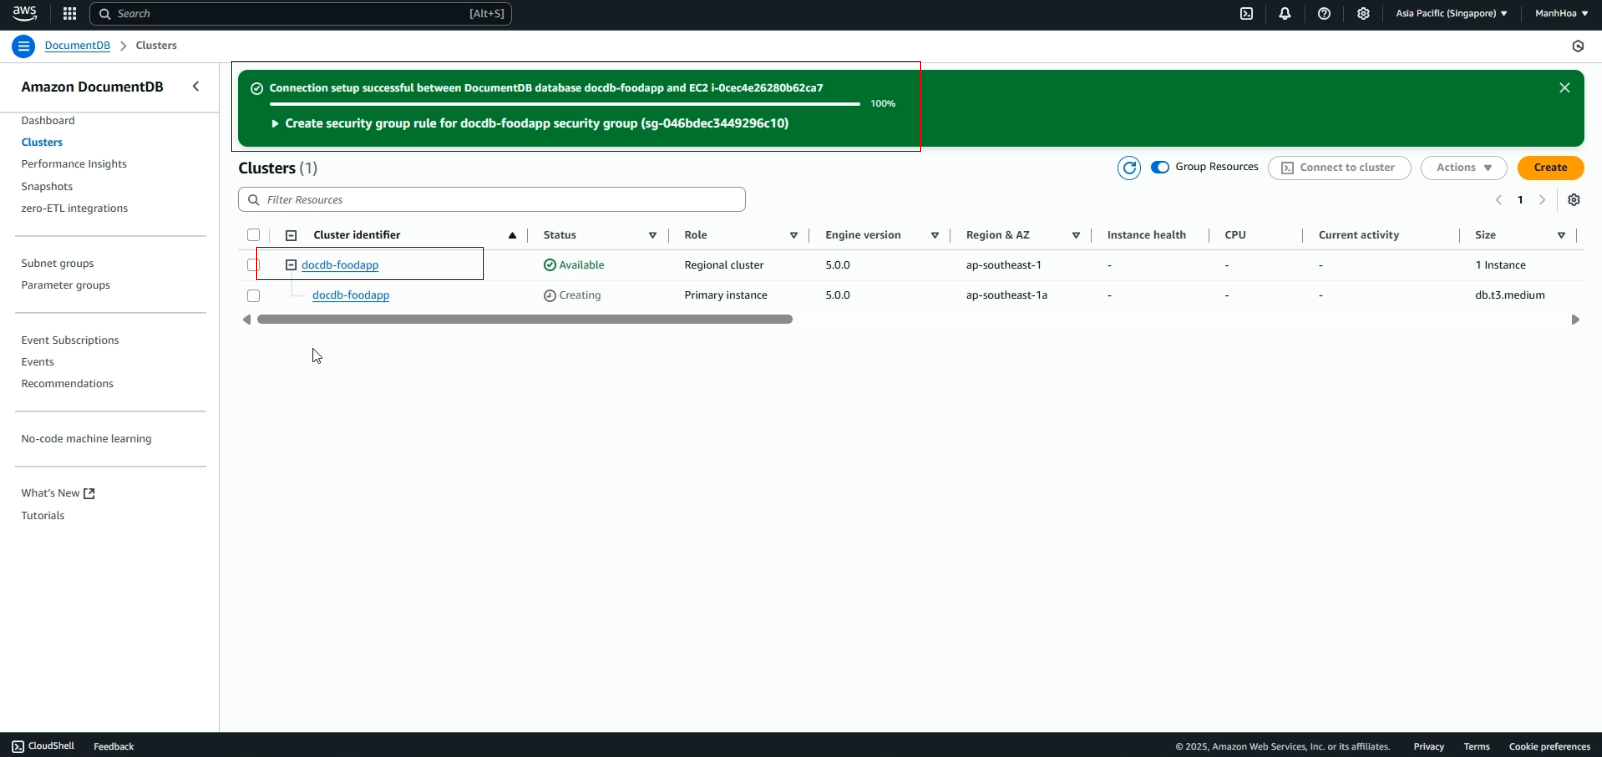 aws
Search [Alt+S]
Asia Pacific (Singapore) ManhHoa
DocumentDB > Clusters
Amazon DocumentDB
Dashboard
Clusters
Performance Insights
Snapshots
zero-ETL integrations
Subnet groups
Parameter groups
Event Subscriptions
Events
Recommendations
No-code machine learning
What's New
Tutorials
Connection setup successful between DocumentDB database docdb-foodapp and EC2 i-0cec4e26280b62ca7
100%
Create security group rule for docdb-foodapp security group (sg-046bdec3449296c10)
Clusters (1)
Group Resources Connect to cluster Actions Create
Filter Resources
1
Cluster identifier Status Role Engine version Region & AZ Instance health CPU Current activity Size
docdb-foodapp Available Regional cluster 5.0.0 ap-southeast-1 - - - 1 Instance
docdb-foodapp Creating Primary instance 5.0.0 ap-southeast-1a - - - db.t3.medium
CloudShell Feedback © 2025, Amazon Web Services, Inc. or its affiliates. Privacy Terms Cookie preferences